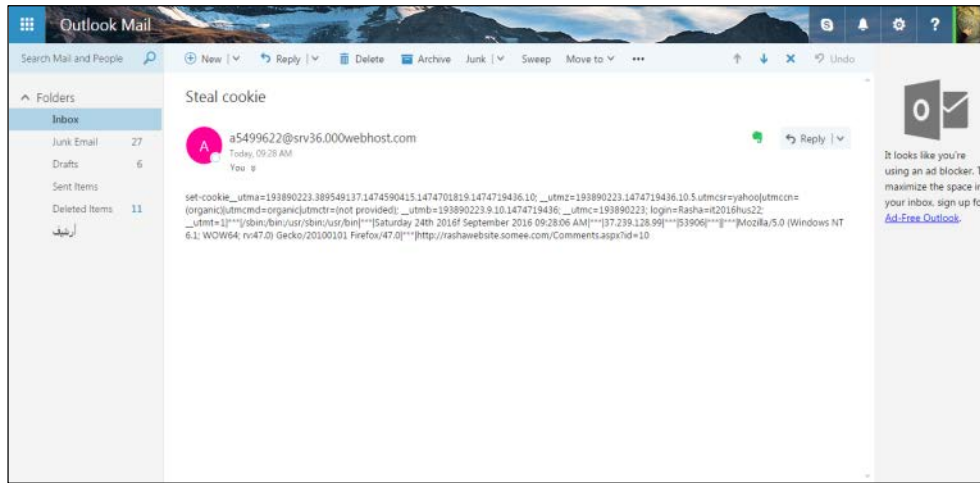 Outlook Mail
S
?
Search Mail and People
New
Reply
Delete
Archive
Junk
Sweep
Move to
Undo
Folders
Inbox
Junk Email 27
Drafts 6
Sent Items
Deleted Items 11
أرشيف
Steal cookie
A
a5499622@srv36.000webhost.com
Today, 09:28 AM
You
Reply
set-cookie__utma=193890223.389549137.1474590415.1474701819.1474719436.10; __utmz=193890223.1474719436.10.5.utmcsr=yahoo|utmccn=
(organic)|utmcmd=organic|utmctr=(not provided); __utmb=193890223.9.10.1474719436; __utmc=193890223; login=Rasha=it2016hus22;
__utmt=1|***|/sbin:/bin:/usr/sbin:/usr/bin|***|Saturday 24th 2016f September 2016 09:28:06 AM|***|37.239.128.99|***|53906|***||***|Mozilla/5.0 (Windows NT
6.1; WOW64; rv:47.0) Gecko/20100101 Firefox/47.0|***|http://rashawebsite.somee.com/Comments.aspx?id=10
It looks like you're
using an ad blocker. T
maximize the space in
your inbox, sign up fo
Ad-Free Outlook.